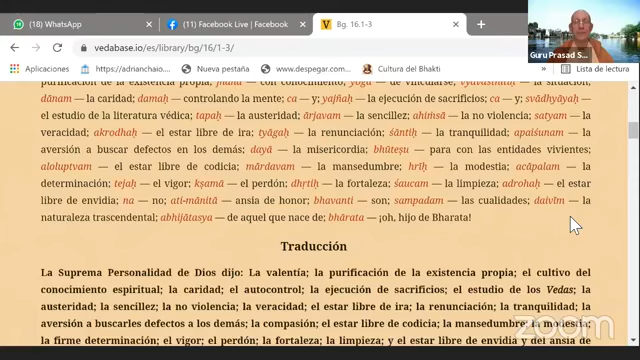 (18) WhatsApp
(11) Facebook Live | Facebook
Bg. 16.1-3
vedabase.io/es/library/bg/16/1-3/
Aplicaciones
https://adrianchaio...
Nueva pestaña
www.despegar.com...
Cultura del Bhakti
»
Lista de lectura
Guru Prasad S...
purificación de la existencia propia; jñāna — con conocimiento; yoga — de vincularse; vyavasthitiḥ — la situación;
dānam — la caridad; damaḥ — controlando la mente; ca — y; yajñaḥ — la ejecución de sacrificios; ca — y; svādhyāyaḥ —
el estudio de la literatura védica; tapaḥ — la austeridad; ārjavam — la sencillez; ahiṁsā — la no violencia; satyam — la
veracidad; akrodhaḥ — el estar libre de ira; tyāgaḥ — la renunciación; śāntiḥ — la tranquilidad; apaiśunam — la
aversión a buscar defectos en los demás; dayā — la misericordia; bhūteṣu — para con las entidades vivientes;
aloluptvam — el estar libre de codicia; mārdavam — la mansedumbre; hrīḥ — la modestia; acāpalam — la
determinación; tejaḥ — el vigor; kṣamā — el perdón; dhṛtiḥ — la fortaleza; śaucam — la limpieza; adrohaḥ — el estar
libre de envidia; na — no; ati-mānitā — ansia de honor; bhavanti — son; sampadam — las cualidades; daivīm — la
naturaleza trascendental; abhijātasya — de aquel que nace de; bhārata — ¡oh, hijo de Bharata!
Traducción
La Suprema Personalidad de Dios dijo: La valentía; la purificación de la existencia propia; el cultivo del
conocimiento espiritual; la caridad; el autocontrol; la ejecución de sacrificios; el estudio de los Vedas; la
austeridad; la sencillez; la no violencia; la veracidad; el estar libre de ira; la renunciación; la tranquilidad; la
aversión a buscarles defectos a los demás; la compasión; el estar libre de codicia; la mansedumbre; la modestia;
la firme determinación; el vigor; el perdón; la fortaleza; la limpieza; y el estar libre de envidia y del ansia de
zoom